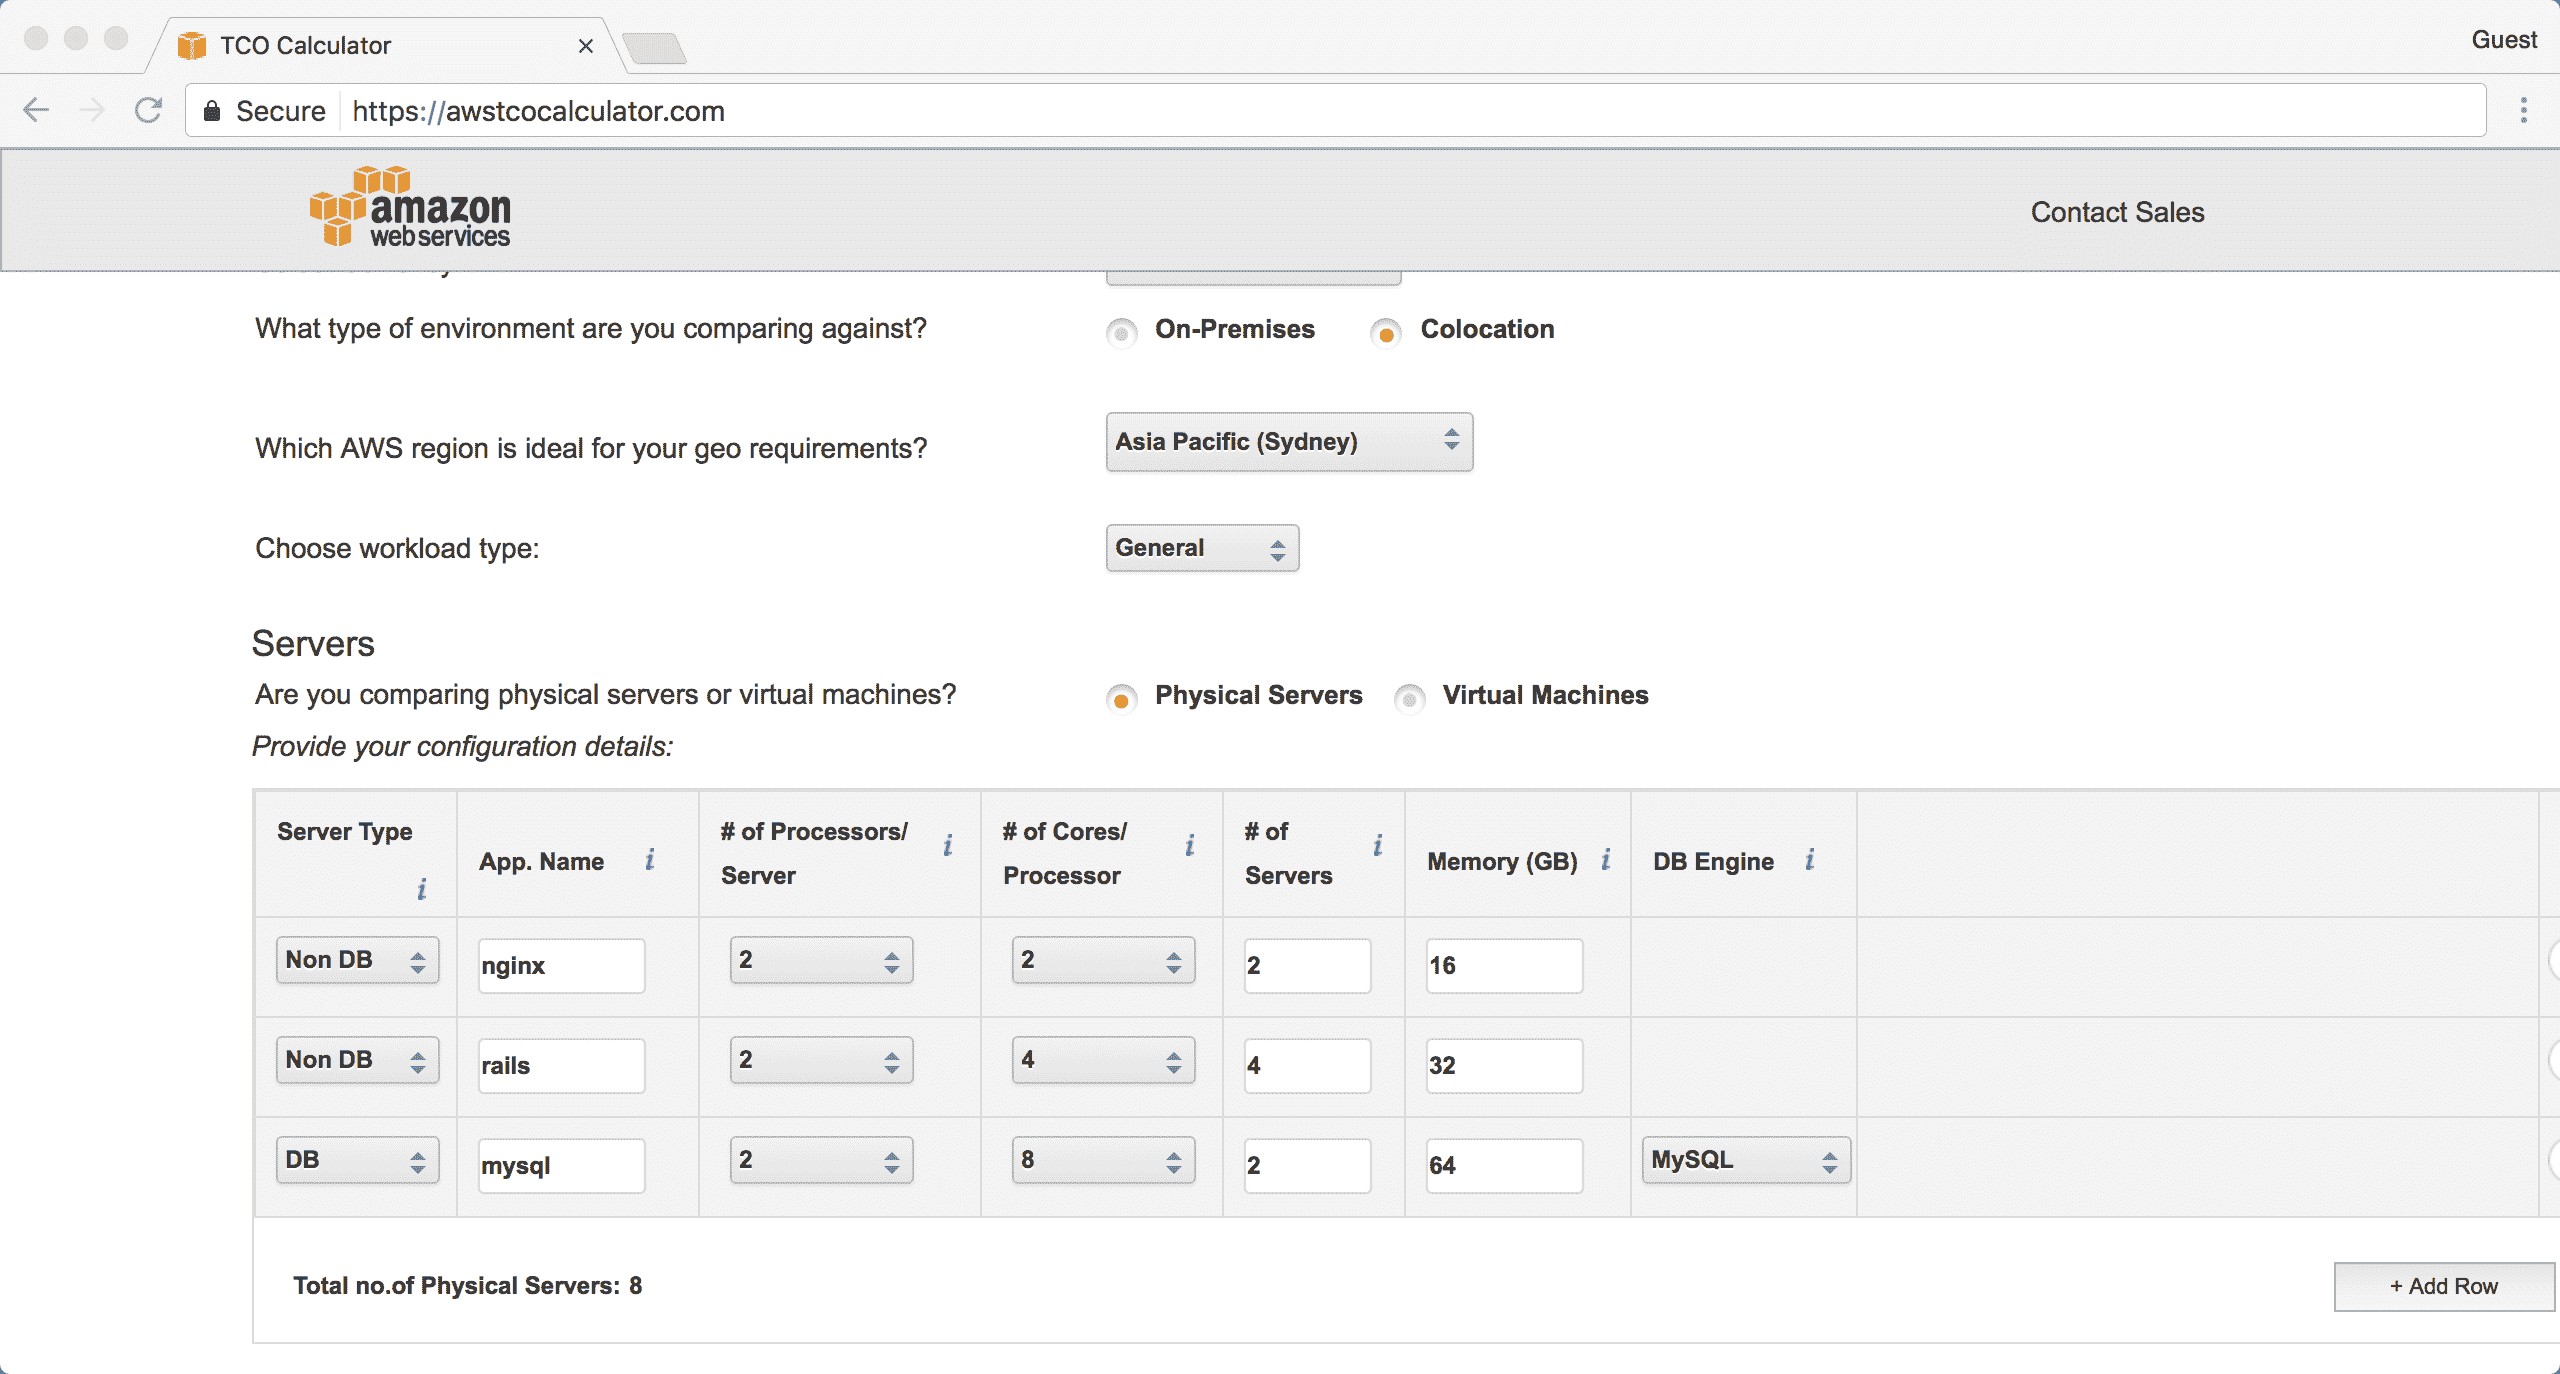 TCO Calculator
Guest
Secure https://awstcocalculator.com
amazon
web services
Contact Sales
What type of environment are you comparing against? On-Premises Colocation
Which AWS region is ideal for your geo requirements? Asia Pacific (Sydney)
Choose workload type: General
Servers
Are you comparing physical servers or virtual machines? Physical Servers Virtual Machines
Provide your configuration details:
Server Type i App. Name i # of Processors/ Server i # of Cores/ Processor i # of Servers i Memory (GB) i DB Engine i
Non DB nginx 2 2 2 16
Non DB rails 2 4 4 32
DB mysql 2 8 2 64 MySQL
Total no.of Physical Servers: 8
+ Add Row